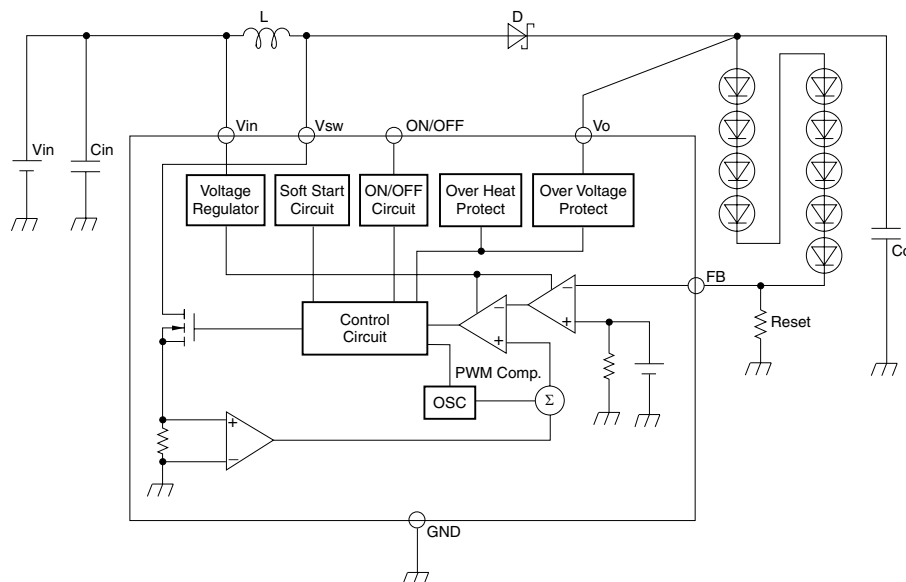 L
D
Vin
Cin
Vin
Vsw
ON/OFF
Vo
Voltage
Regulator
Soft Start
Circuit
ON/OFF
Circuit
Over Heat
Protect
Over Voltage
Protect
Co
FB
Reset
Control
Circuit
PWM Comp.
OSC
Σ
GND